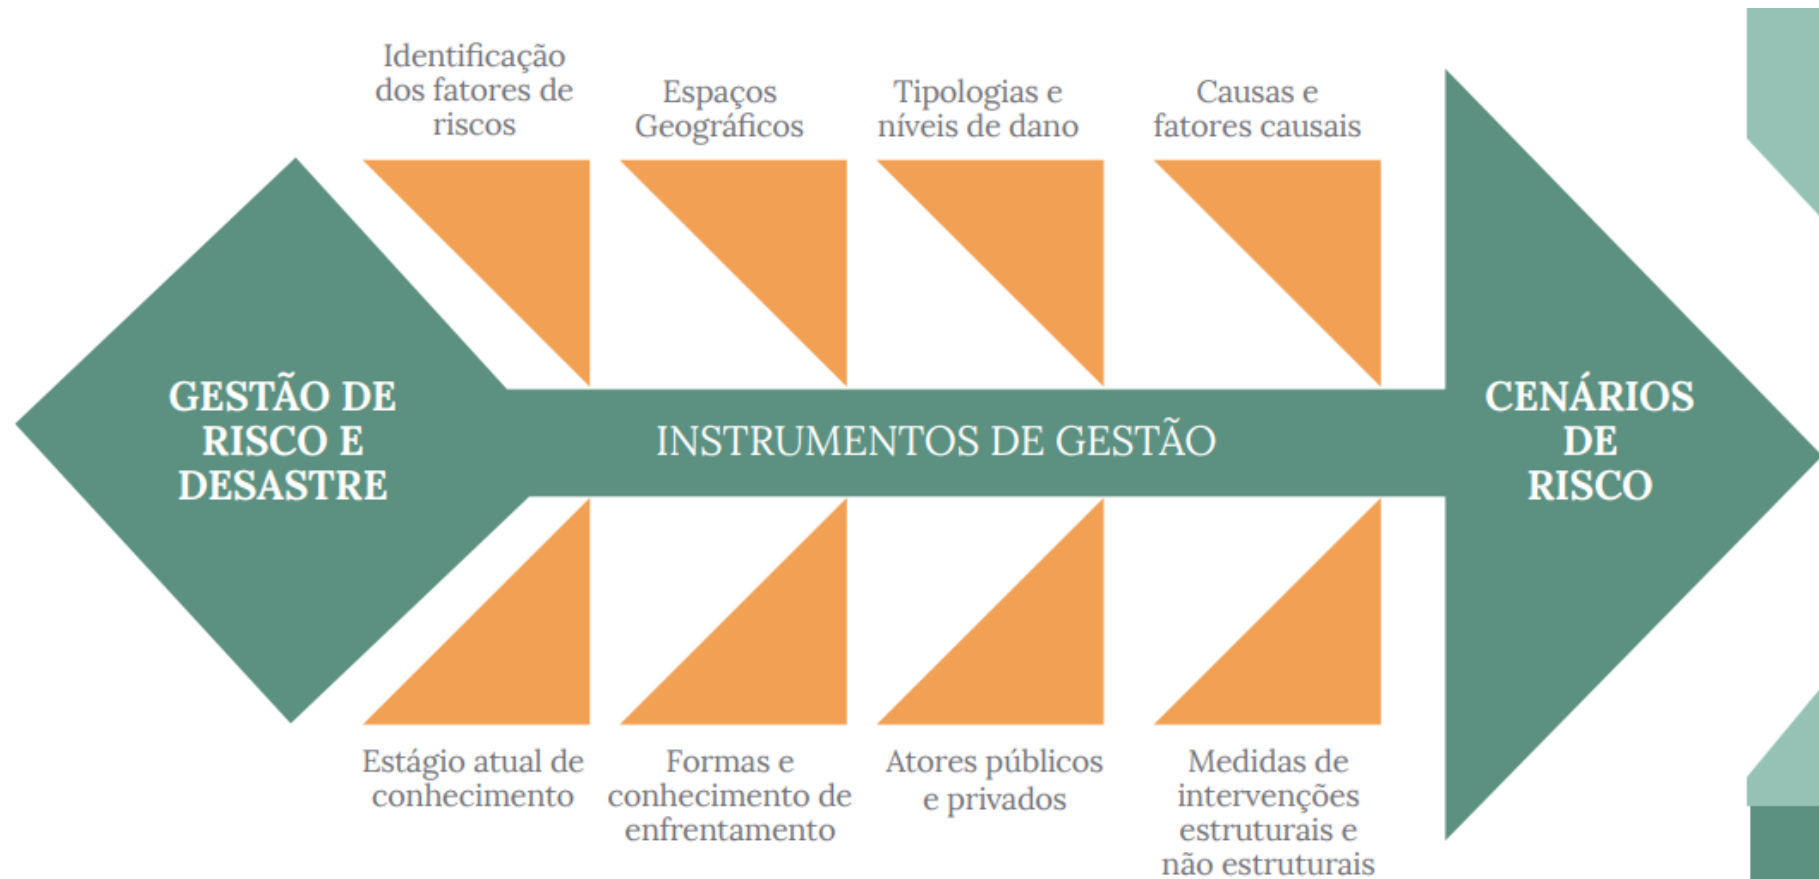 Identificação
dos fatores de
riscos
Espaços
Geográficos
Tipologias e
níveis de dano
Causas e
fatores causais
GESTÃO DE
RISCO E
DESASTRE
INSTRUMENTOS DE GESTÃO
CENÁRIOS
DE
RISCO
Estágio atual de
conhecimento
Formas e
conhecimento de
enfrentamento
Atores públicos
e privados
Medidas de
intervenções
estruturais e
não estruturais